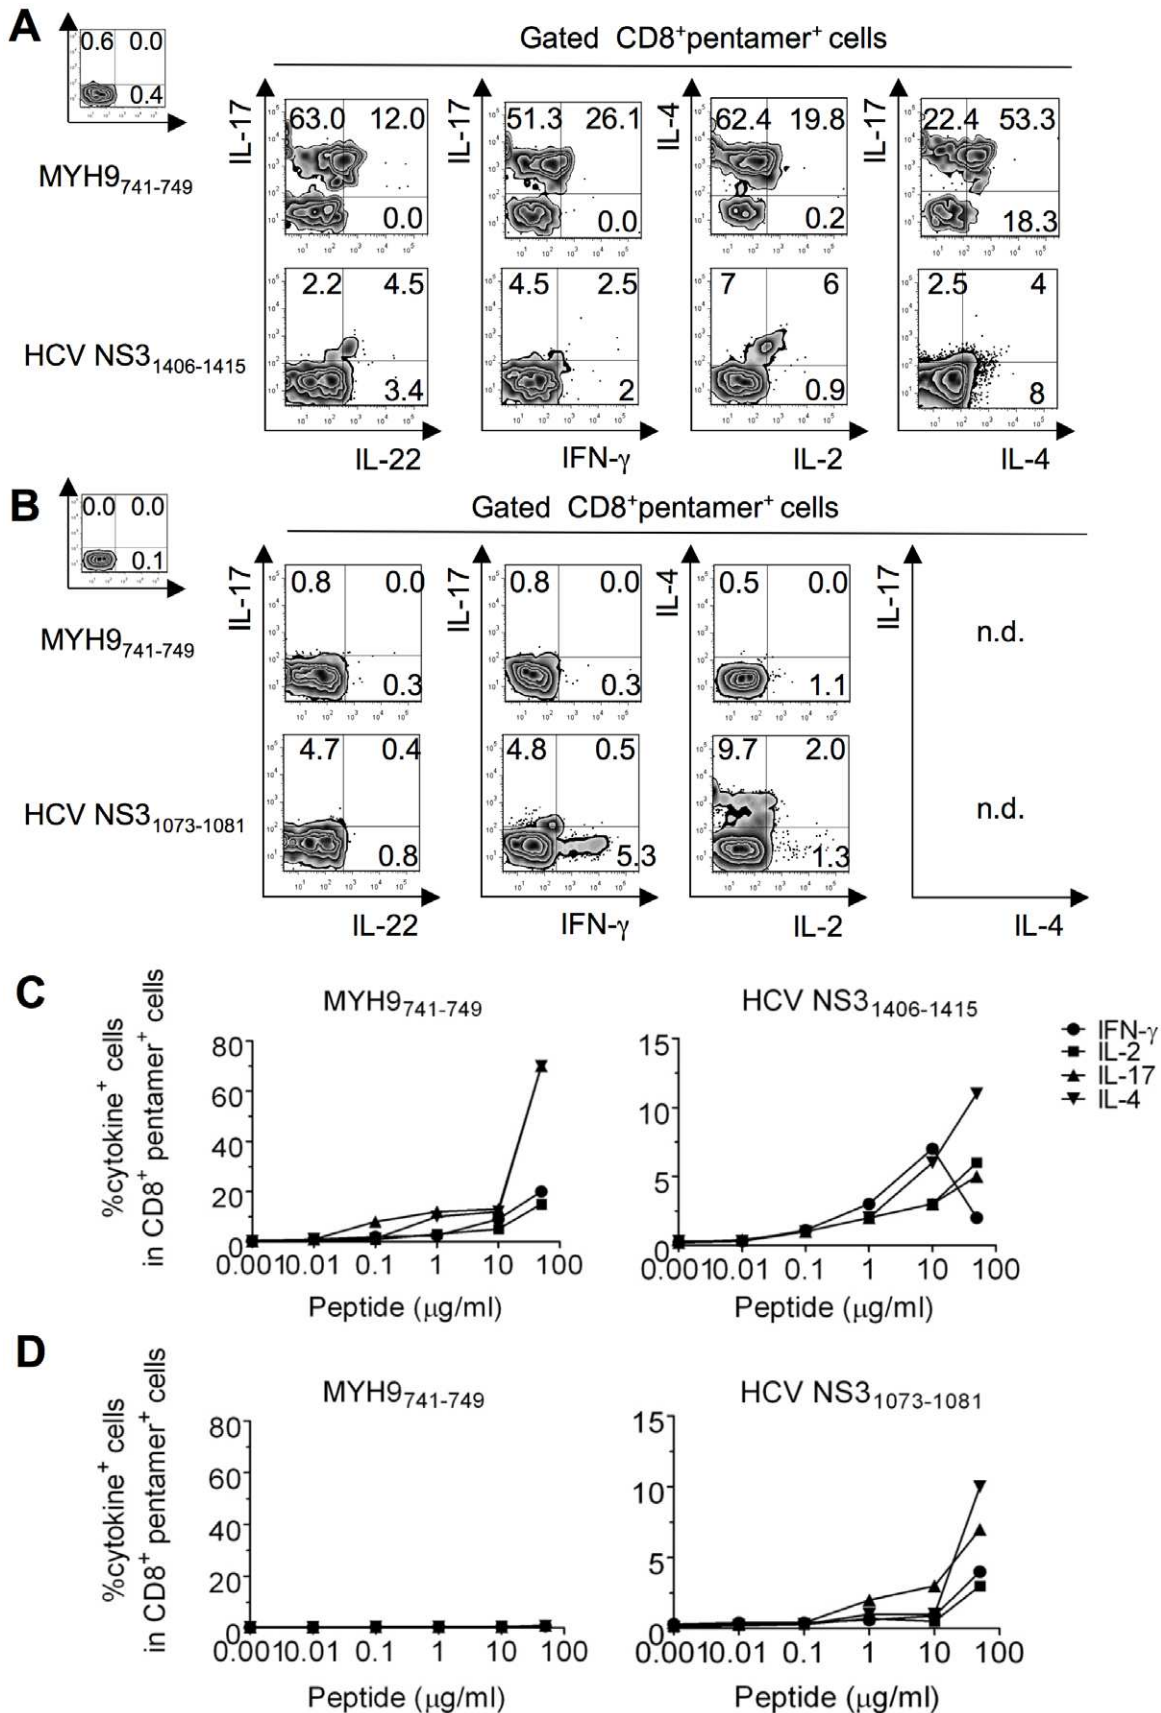 A
0.6 0.0
0.4
Gated CD8+pentamer+ cells
MYH9741-749
IL-17
63.0 12.0
0.0
IL-17
51.3 26.1
0.0
IL-4
62.4 19.8
0.2
IL-17
22.4 53.3
18.3
HCV NS31406-1415
2.2 4.5
3.4
4.5 2.5
2
7 6
0.9
2.5 4
8
IL-22
IFN-γ
IL-2
IL-4
B
0.0 0.0
0.1
Gated CD8+pentamer+ cells
MYH9741-749
IL-17
0.8 0.0
0.3
IL-17
0.8 0.0
0.3
IL-4
0.5 0.0
1.1
IL-17
n.d.
HCV NS31073-1081
4.7 0.4
0.8
4.8 0.5
5.3
9.7 2.0
1.3
n.d.
IL-22
IFN-γ
IL-2
IL-4
C
%cytokine+ cells
in CD8+ pentamer+ cells
MYH9741-749
80
60
40
20
0
0.001 0.01 0.1 1 10 100
Peptide (μg/ml)
HCV NS31406-1415
15
10
5
0
0.001 0.01 0.1 1 10 100
Peptide (μg/ml)
IFN-γ
IL-2
IL-17
IL-4
D
%cytokine+ cells
in CD8+ pentamer+ cells
MYH9741-749
80
60
40
20
0
0.001 0.01 0.1 1 10 100
Peptide (μg/ml)
HCV NS31073-1081
15
10
5
0
0.001 0.01 0.1 1 10 100
Peptide (μg/ml)